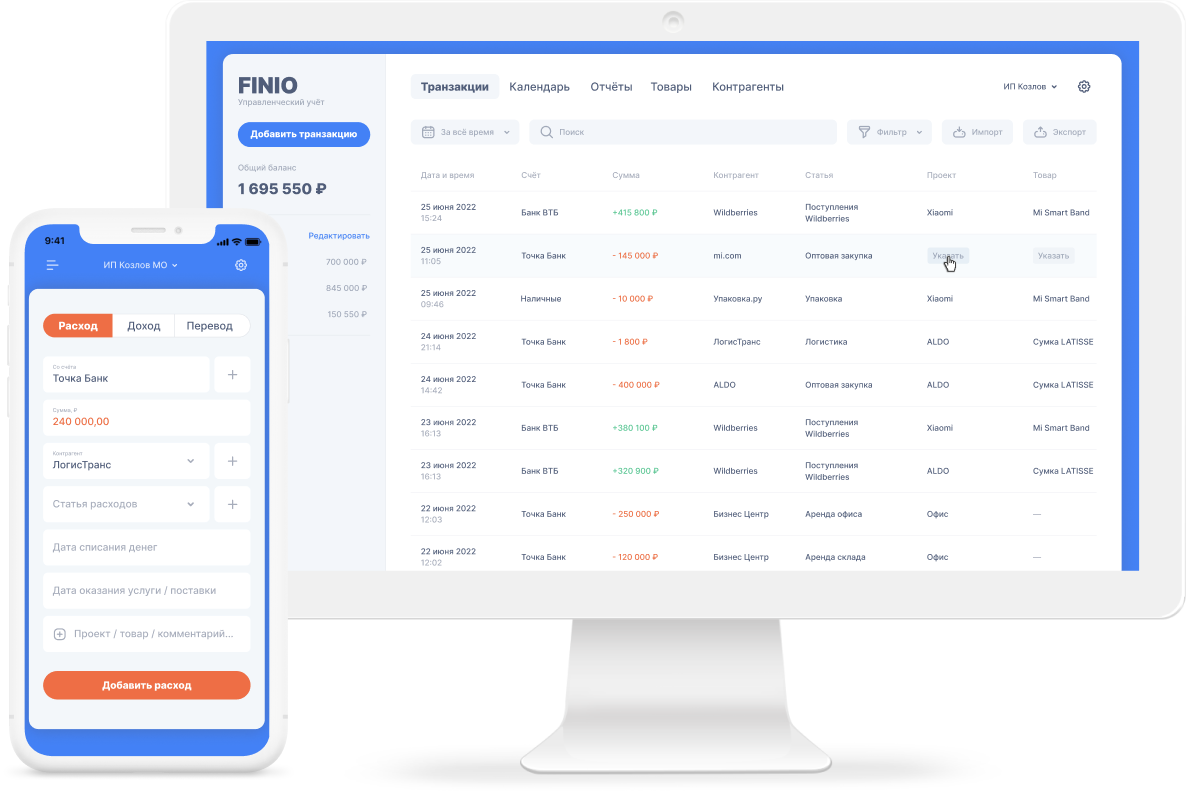 FINIO
Управленческий учёт
Добавить транзакцию
Общий баланс
1 695 550 ₽
Редактировать
700 000 ₽
845 000 ₽
150 550 ₽
Транзакции Календарь Отчёты Товары Контрагенты ИП Козлов
За всё время Поиск Фильтр Импорт Экспорт
Дата и время Счёт Сумма Контрагент Статья Проект Товар
25 июня 2022
15:24
Банк ВТБ +415 800 ₽ Wildberries
Поступления
Wildberries
Xiaomi Mi Smart Band
25 июня 2022
11:05
Точка Банк - 145 000 ₽ mi.com Оптовая закупка Указать Указать
25 июня 2022
09:46
Наличные - 10 000 ₽ Упаковка.ру Упаковка Xiaomi Mi Smart Band
24 июня 2022
21:14
Точка Банк - 1 800 ₽ ЛогисТранс Логистика ALDO Сумка LATISSE
24 июня 2022
14:42
Точка Банк - 400 000 ₽ ALDO Оптовая закупка ALDO Сумка LATISSE
23 июня 2022
16:13
Банк ВТБ +380 100 ₽ Wildberries
Поступления
Wildberries
Xiaomi Mi Smart Band
23 июня 2022
16:13
Банк ВТБ +320 900 ₽ Wildberries
Поступления
Wildberries
ALDO Сумка LATISSE
22 июня 2022
12:03
Точка Банк - 250 000 ₽ Бизнес Центр Аренда офиса Офис —
22 июня 2022
12:02
Точка Банк - 120 000 ₽ Бизнес Центр Аренда склада Офис —
9:41
ИП Козлов МО
Расход Доход Перевод
Со счёта
Точка Банк
Сумма, ₽
240 000,00
Контрагент
ЛогисТранс
Статья расходов
Дата списания денег
Дата оказания услуги / поставки
Проект / товар / комментарий...
Добавить расход